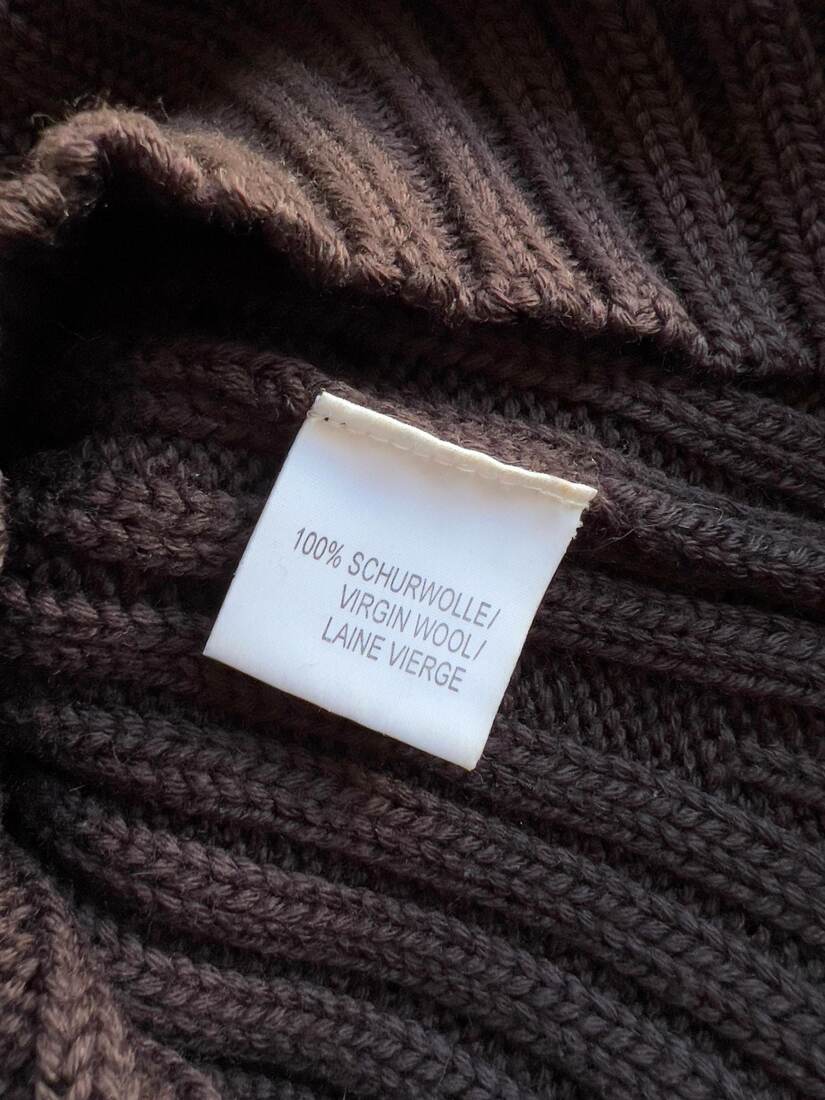 100% SCHURWOLLE/
VIRGIN WOOL/
LAINE VIERGE